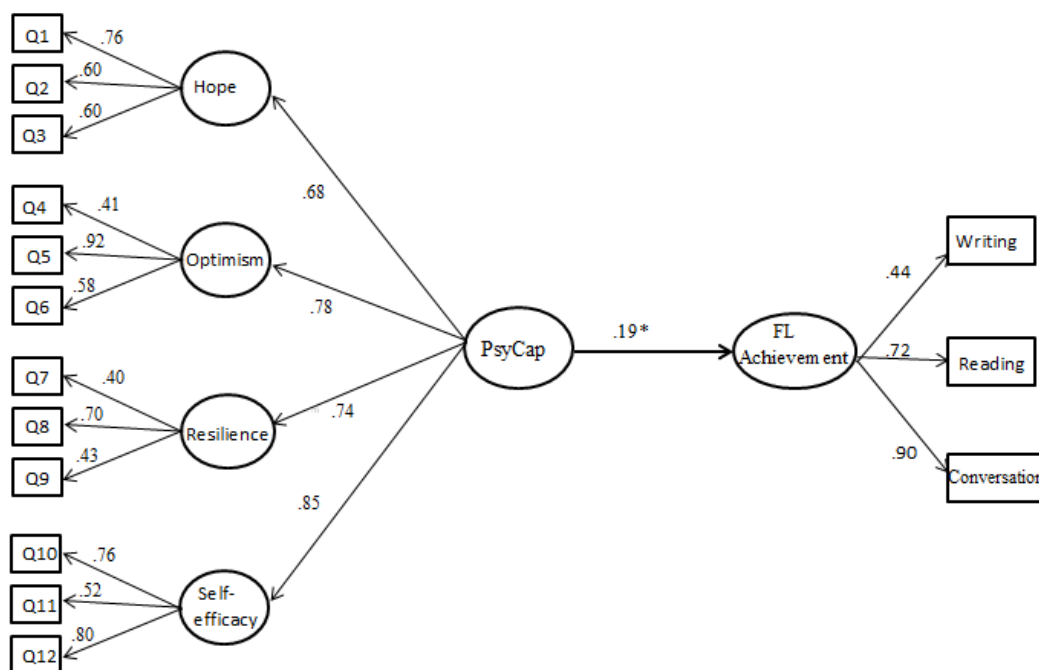 Q1
.76
Q2
.60
Q3
.60
Hope
.68
Q4
.41
Q5
.92
Q6
.58
Optimism
.78
Q7
.40
Q8
.70
Q9
.43
Resilience
.74
Q10
.76
Q11
.52
Q12
.80
Self-
efficacy
.85
PsyCap
.19*
FL
Achievement
.44
Writing
.72
Reading
.90
Conversation